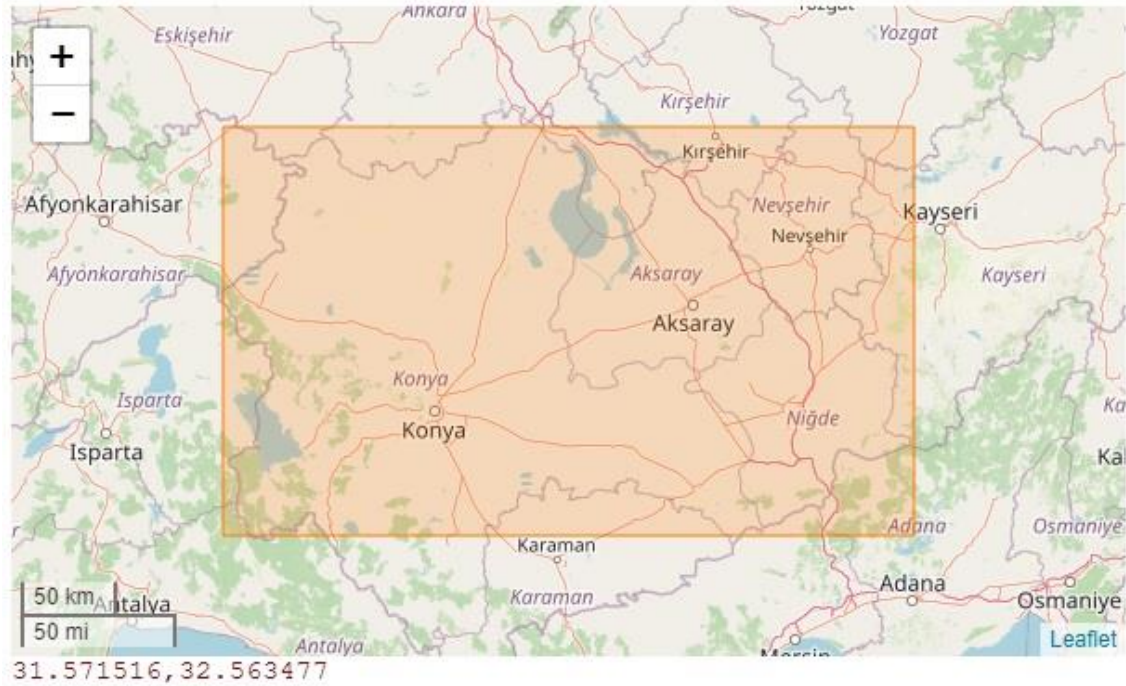 Ankara
Yozgat
Eskişehir
Yozgat
+
Kırşehir
−
Kırşehir
Afyonkarahisar
Nevşehir
Kayseri
Nevşehir
Afyonkarahisar
Aksaray
Kayseri
Aksaray
Konya
Isparta
Niğde
Konya
Isparta
Karaman
Adana
Osmaniye
Adana
50 km
Antalya
Karaman
Osmaniye
50 mi
Antalya
Mersin
Leaflet
31.571516,32.563477